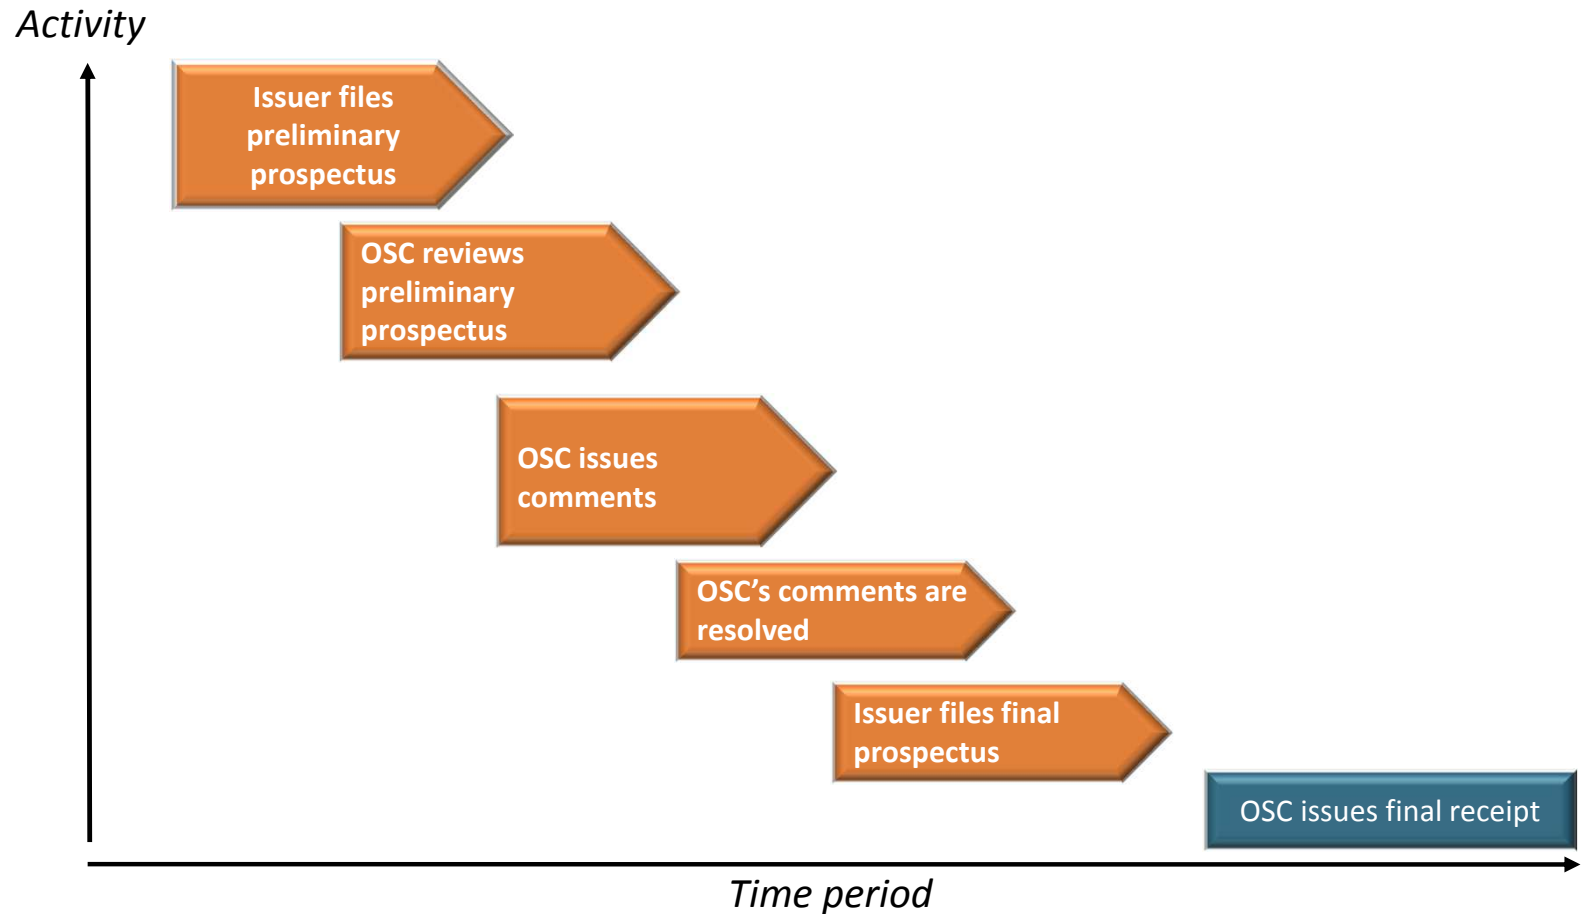 Activity
Issuer files
preliminary
prospectus
OSC reviews
preliminary
prospectus
OSC issues
comments
OSC’s comments are
resolved
Issuer files final
prospectus
OSC issues final receipt
Time period